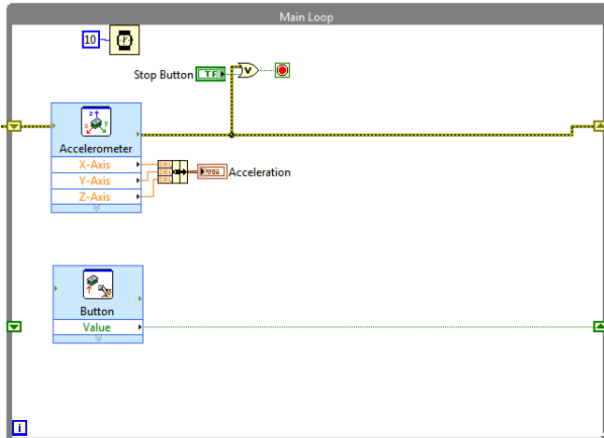 Main Loop
10
Stop Button
TF
Accelerometer
X-Axis
Y-Axis
Z-Axis
Acceleration
Button
Value
i